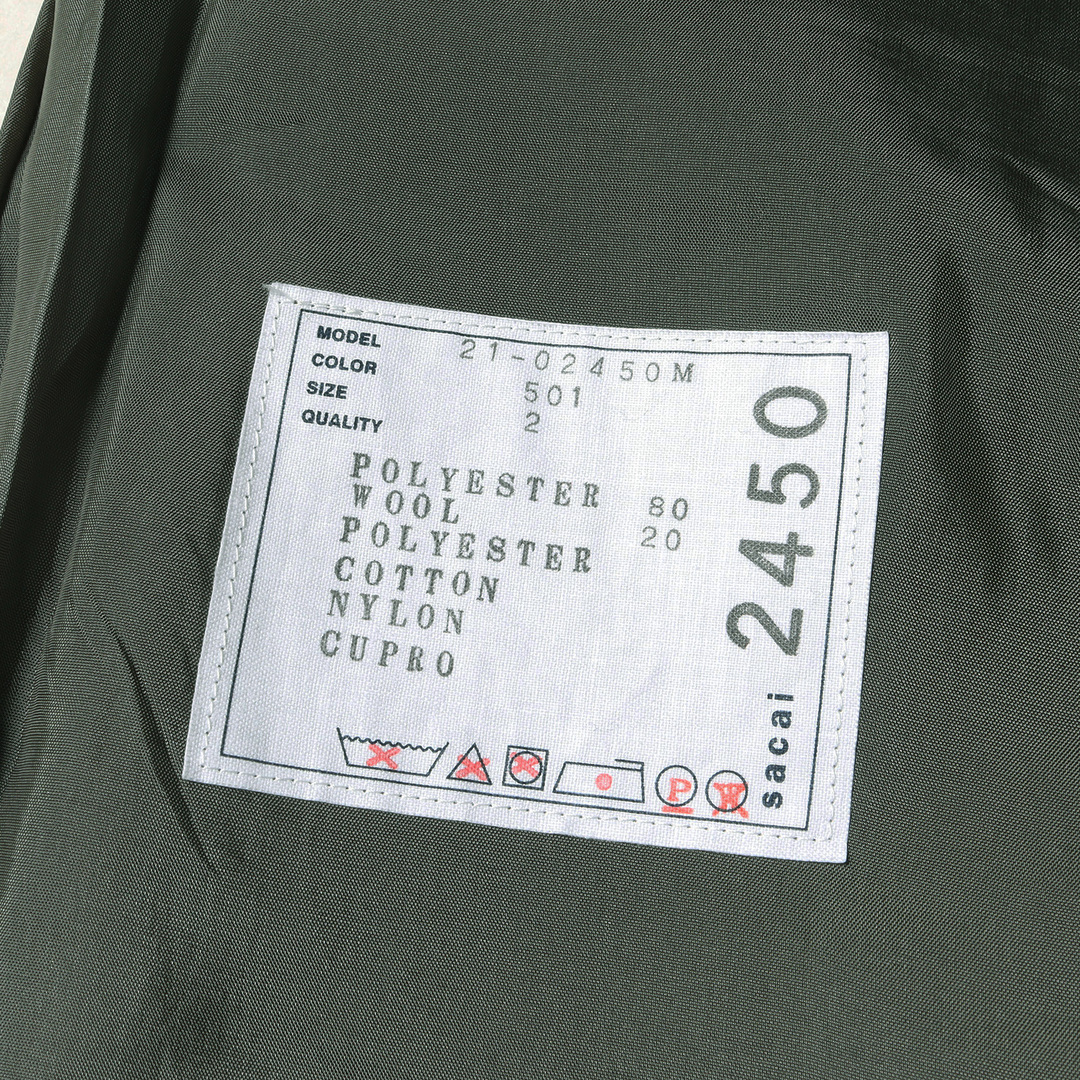 MODEL 21-02450M
COLOR 501
SIZE 2
QUALITY
POLYESTER 80
WOOL 20
POLYESTER
COTTON
NYLON
CUPRO
P
W
sacai 2450